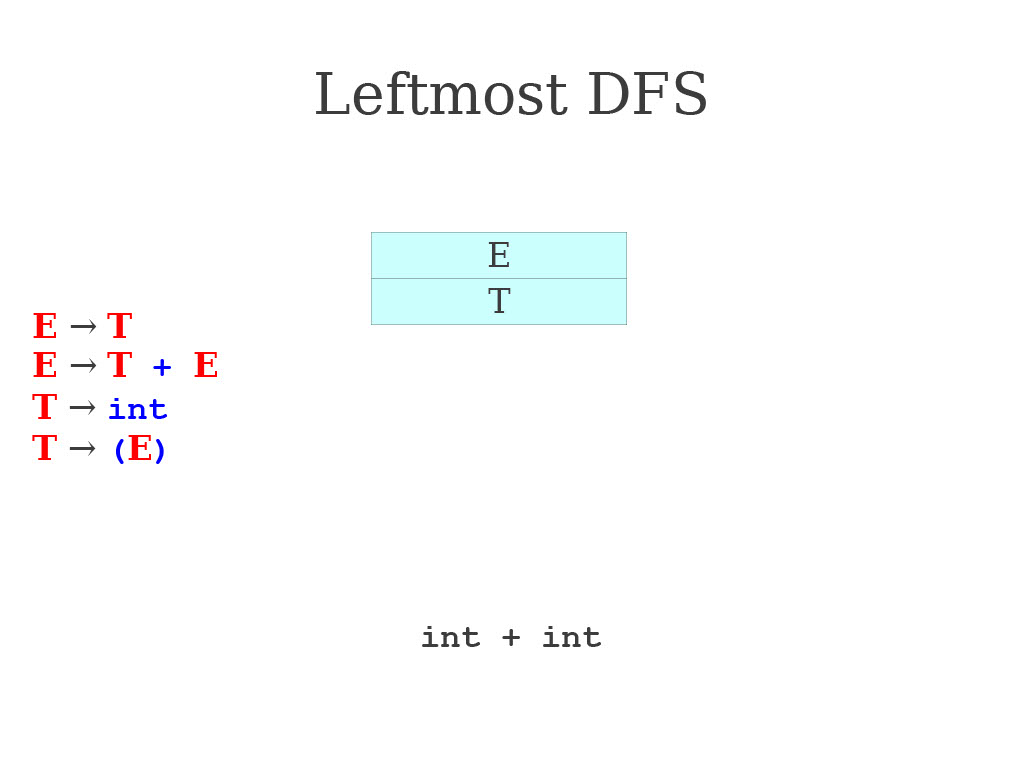 Leftmost DFS
E
T
E → T
E → T + E
T → int
T → (E)
int + int